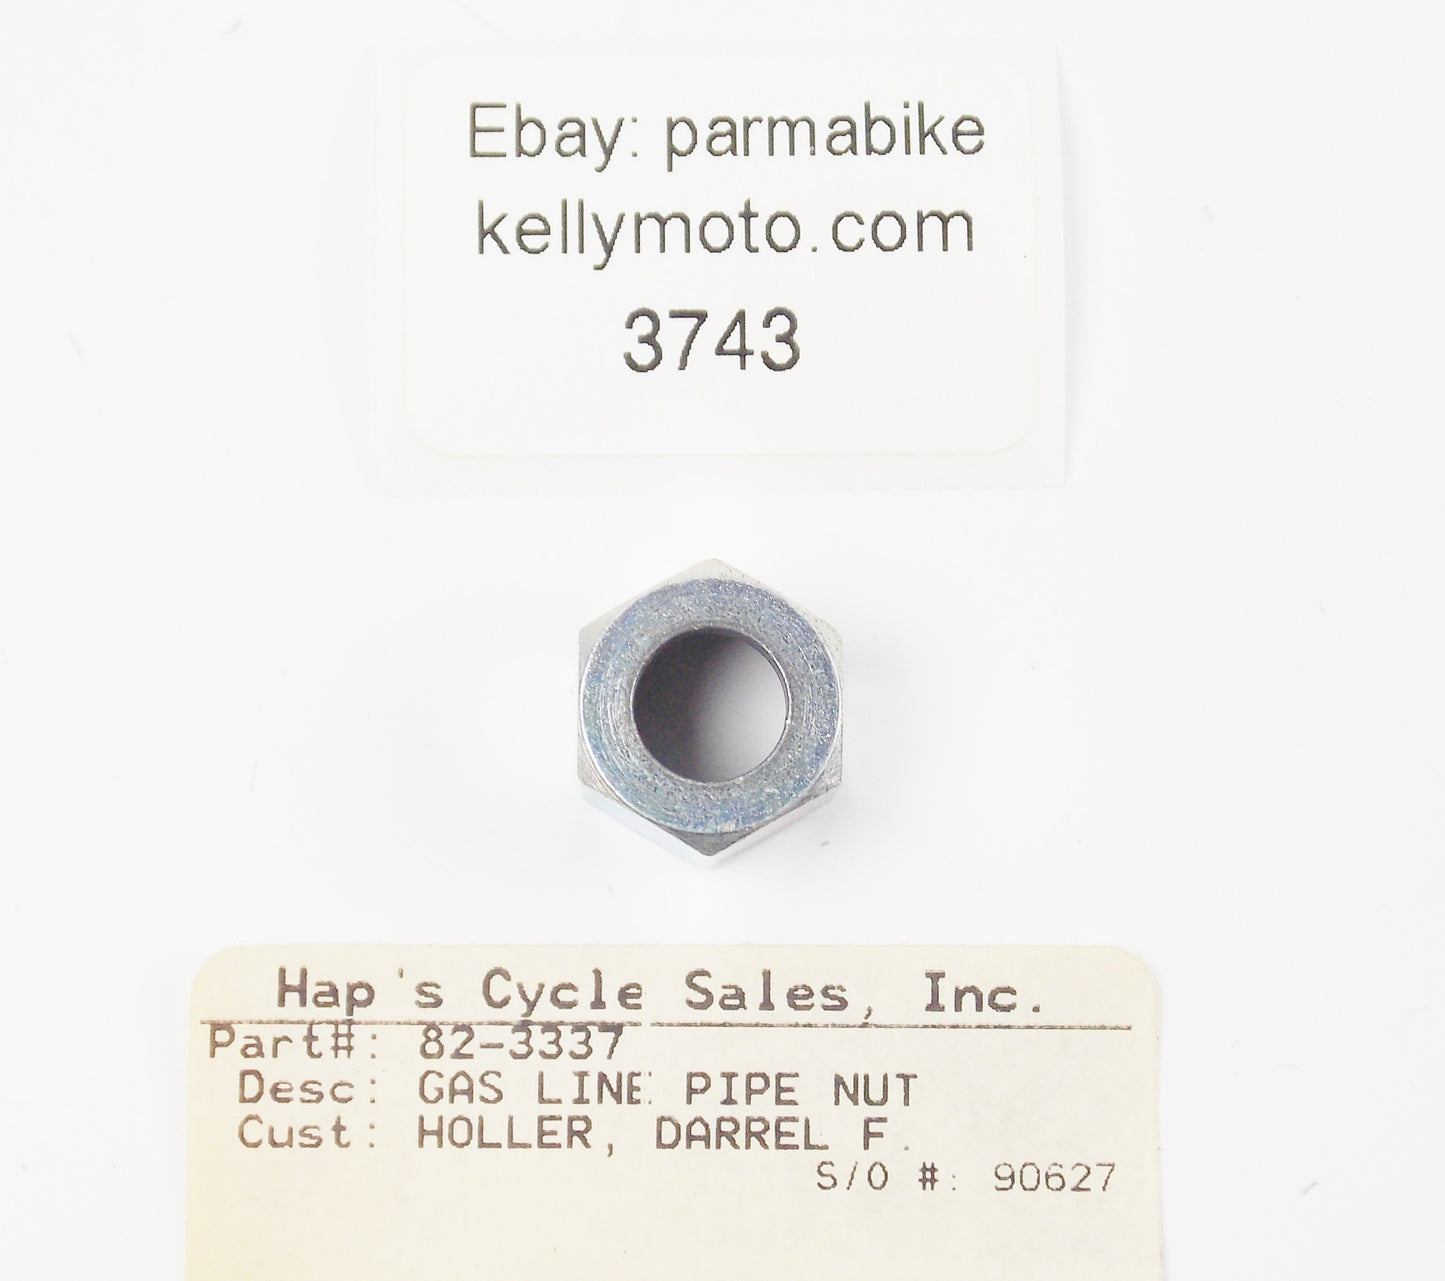 Ebay: parmabike
kellymoto.com
3743
Hap's Cycle Sales, Inc.
Part#: 82-3337
Desc: GAS LINE PIPE NUT
Cust: HOLLER, DARREL F.
S/O #: 90627